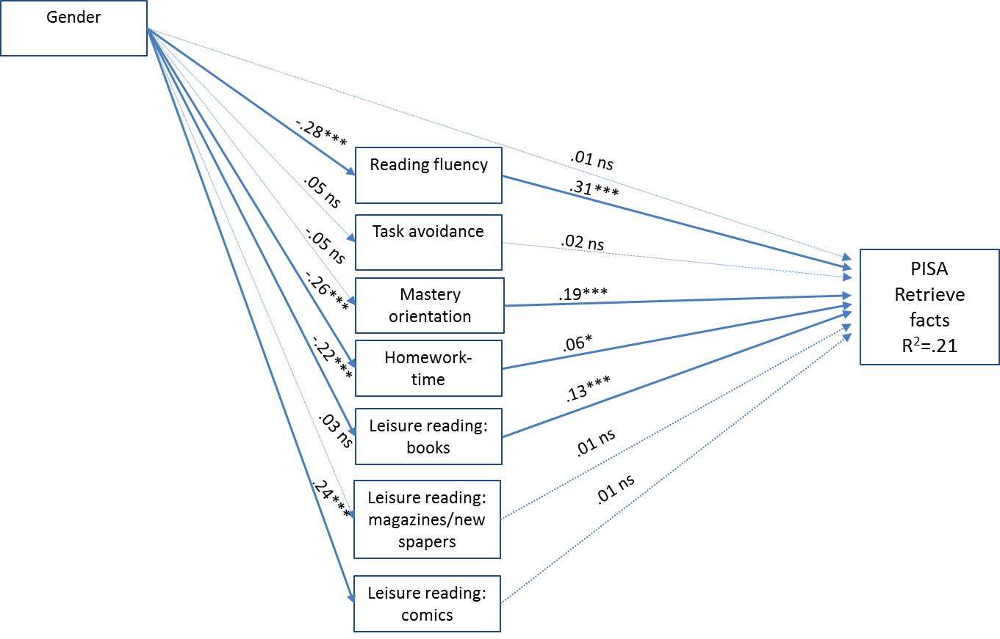 Gender
-.28***
.05 ns
-.05 ns
-.26***
-.22***
.03 ns
.24***
Reading fluency
Task avoidance
Mastery
orientation
Homework-
time
Leisure reading:
books
Leisure reading:
magazines/new
spapers
Leisure reading:
comics
.01 ns
.31***
.02 ns
.19***
.06*
.13***
.01 ns
.01 ns
PISA
Retrieve
facts
R²=.21